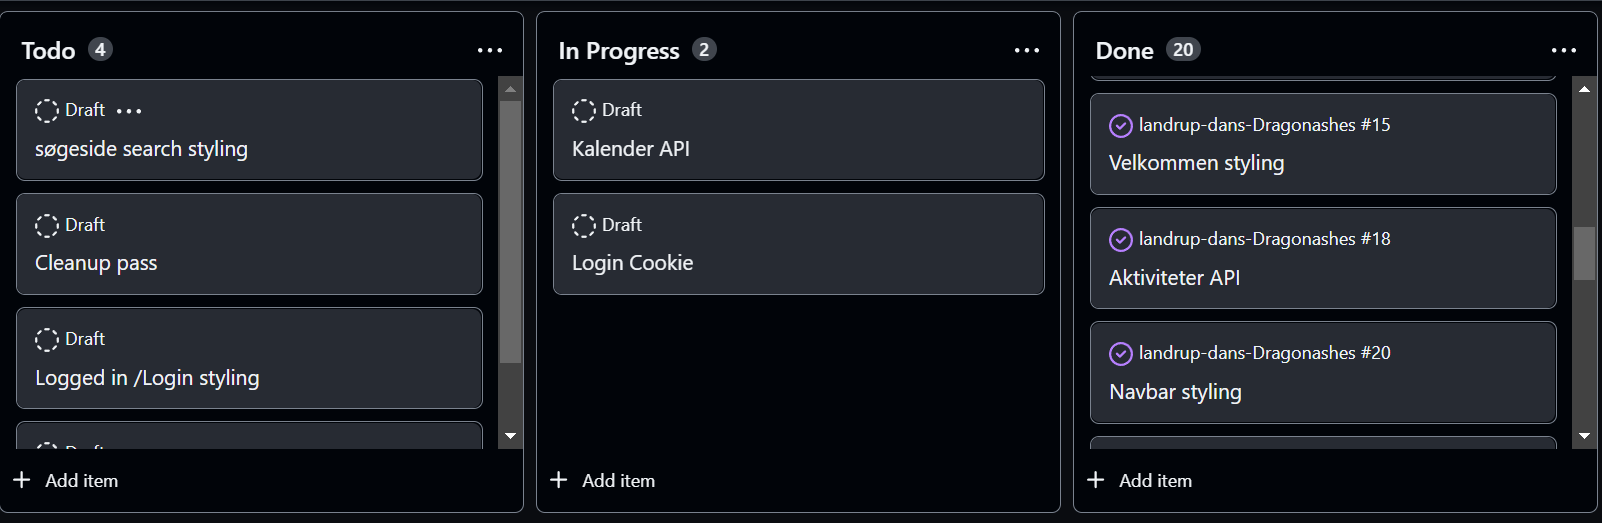 Todo 4
Draft
søgeside search styling
Draft
Cleanup pass
Draft
Logged in /Login styling
Draft
Add item
In Progress 2
Draft
Kalender API
Draft
Login Cookie
Add item
Done 20
landrup-dans-Dragonashes #15
Velkommen styling
landrup-dans-Dragonashes #18
Aktiviteter API
landrup-dans-Dragonashes #20
Navbar styling
Add item